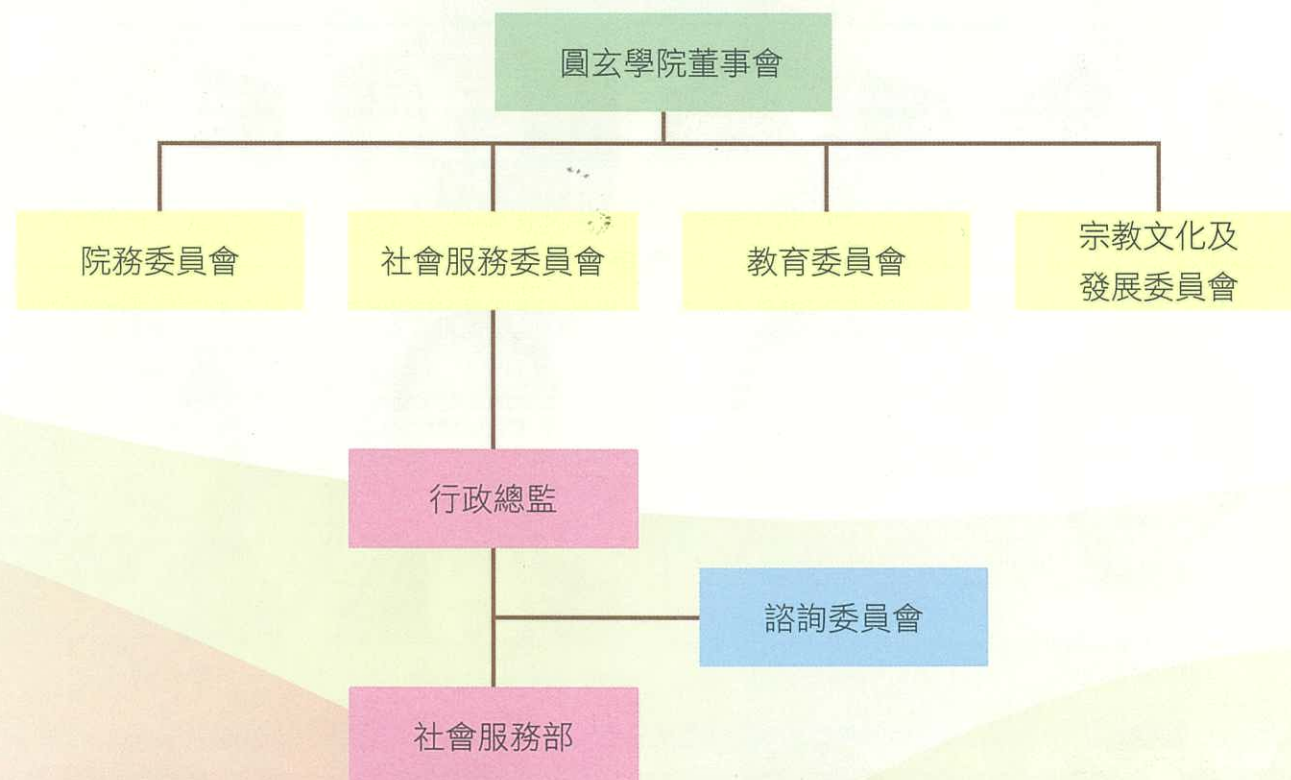 圓玄學院董事會
院務委員會
社會服務委員會
教育委員會
宗教文化及
發展委員會
行政總監
諮詢委員會
社會服務部